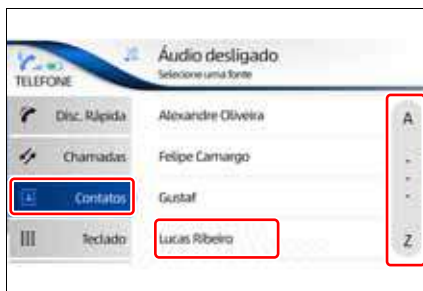 TELEFONE
Áudio desligado
Selecione uma fonte
Disc. Rápida
Alexandre Oliveira
A
Chamadas
Felipe Camargo
Contatos
Gustaf
Teclado
Lucas Ribeiro
Z